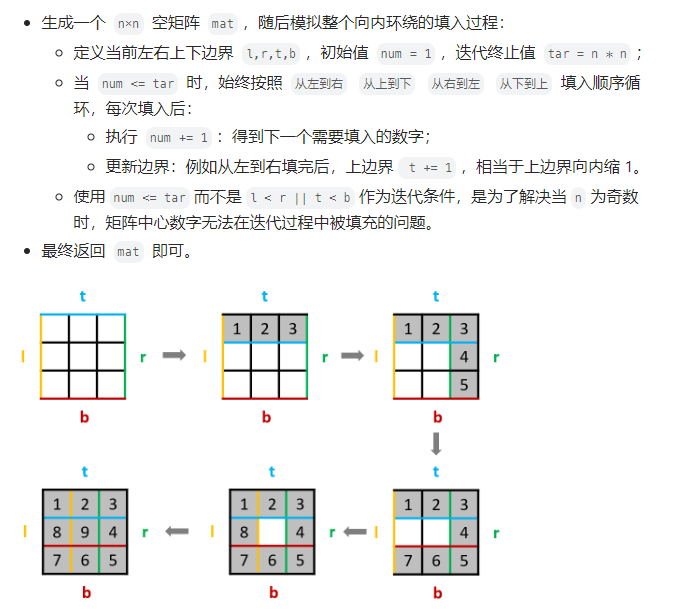 生成一个 n×n 空矩阵 mat ，随后模拟整个向内环绕的填入过程：
定义当前左右上下边界 l,r,t,b ，初始值 num = 1 ，迭代终止值 tar = n * n ；
当 num <= tar 时，始终按照 从左到右 从上到下 从右到左 从下到上 填入顺序循
环，每次填入后：
执行 num += 1 ：得到下一个需要填入的数字；
更新边界：例如从左到右填完后，上边界 t += 1 ，相当于上边界向内缩 1。
使用 num <= tar 而不是 l < r || t < b 作为迭代条件，是为了解决当 n 为奇数
时，矩阵中心数字无法在迭代过程中被填充的问题。
最终返回 mat 即可。
t
l
r
b
t
1 2 3
l
r
b
t
1 2 3
l
4
r
5
b
t
1 2 3
l
8 9 4
r
7 6 5
b
t
1 2 3
l
8 4
r
7 6 5
b
t
1 2 3
l
4
r
7 6 5
b